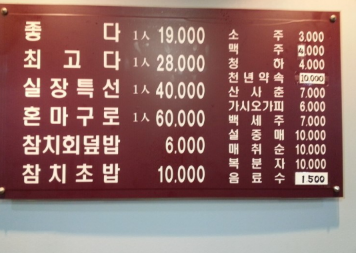 종 다 1人 19.000
최 고 다 1人 28.000
실 장 특 선 1人 40.000
혼 마 구 로 1人 60.000
참치회덮밥 6.000
참 치 초 밥 10.000
소 주 3.000
맥 주 4.000
청 하 4.000
천 년 약 속 10.000
산 사 춘 7.000
가시오가피 6.000
백 세 주 7.000
설 중 매 10.000
매 취 순 10.000
복 분 자 10.000
음 료 수 1500